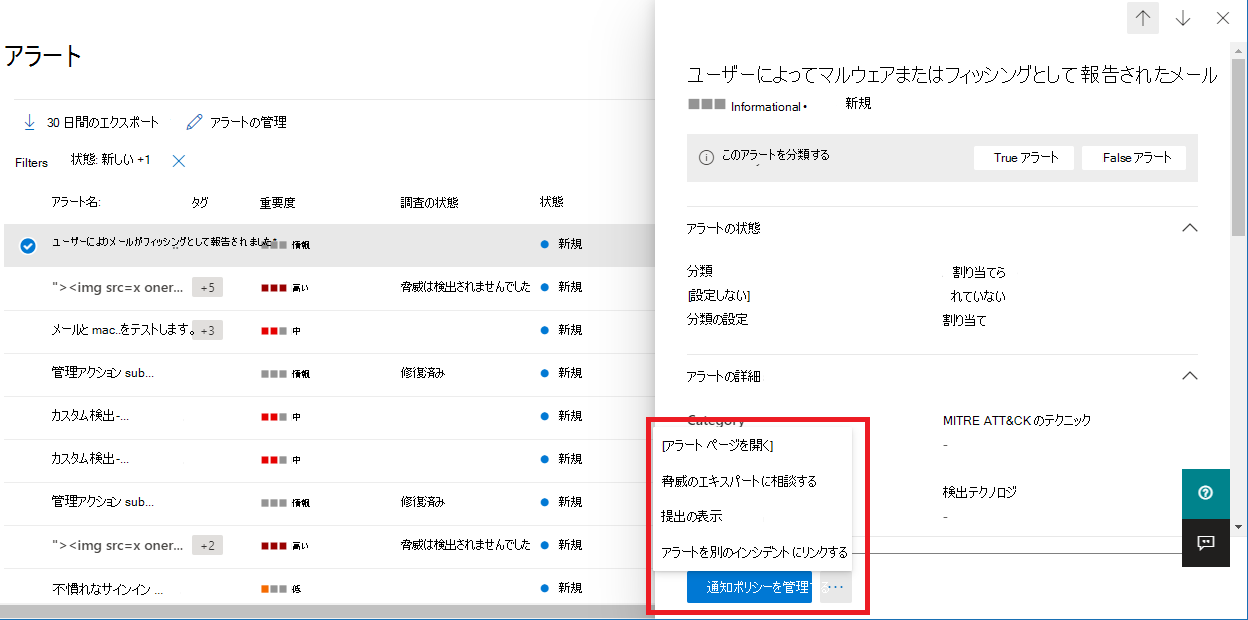 アラート
30 日間のエクスポート
アラートの管理
Filters
状態: 新しい +1
アラート名:
タグ
重要度
調査の状態
状態
ユーザーによりメールがフィッシングとして報告されました
情報
新規
"><img src=x oner...
+5
高い
脅威は検出されませんでした
新規
メールと mac..をテストします。
+3
中
新規
管理アクション sub...
情報
修復済み
新規
カスタム検出-...
中
新規
カスタム検出-...
中
新規
管理アクション sub...
情報
修復済み
新規
"><img src=x oner...
+2
高い
脅威は検出されませんでした
新規
不慣れなサインイン ...
低
新規
ユーザーによってマルウェアまたはフィッシングとして報告されたメール
Informational •
新規
このアラートを分類する
True アラート
False アラート
アラートの状態
分類
割り当てら
[設定しない]
れていない
分類の設定
割り当て
アラートの詳細
Category
MITRE ATT&CK のテクニック
-
検出テクノロジ
-
[アラート ページを開く]
脅威のエキスパートに相談する
提出の表示
アラートを別のインシデントにリンクする
通知ポリシーを管理
...